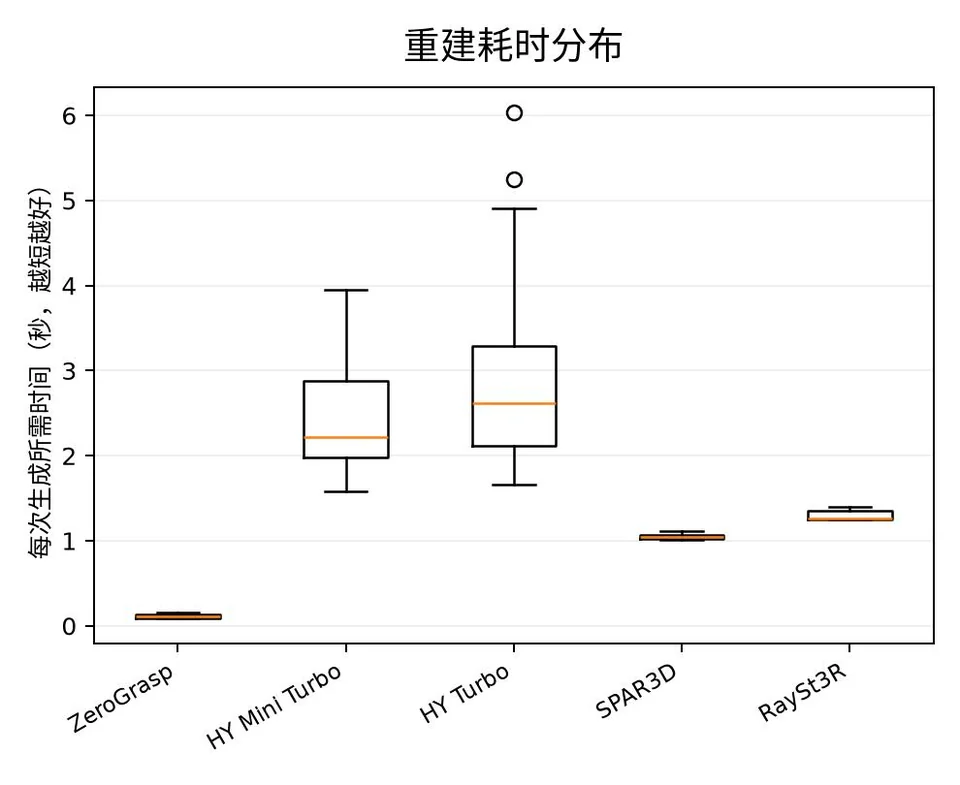 重建耗时分布
每次生成所需时间（秒，越短越好）
6
5
4
3
2
1
0
ZeroGrasp
HY Mini Turbo
HY Turbo
SPAR3D
RaySt3R